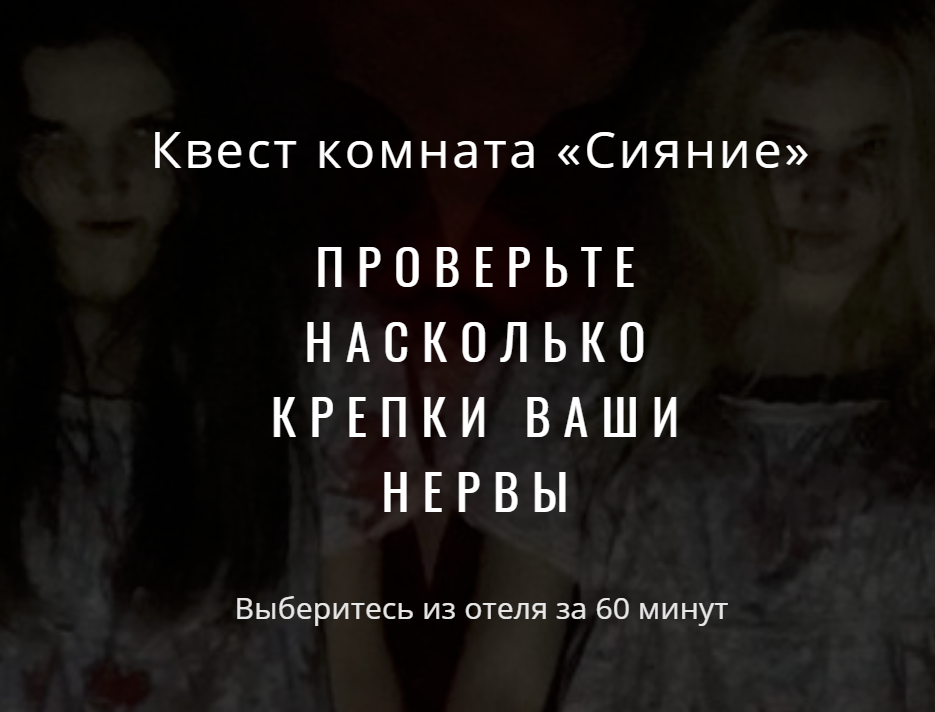 Квест комната «Сияние»
ПРОВЕРЬТЕ
НАСКОЛЬКО
КРЕПКИ ВАШИ
НЕРВЫ
Выберитесь из отеля за 60 минут